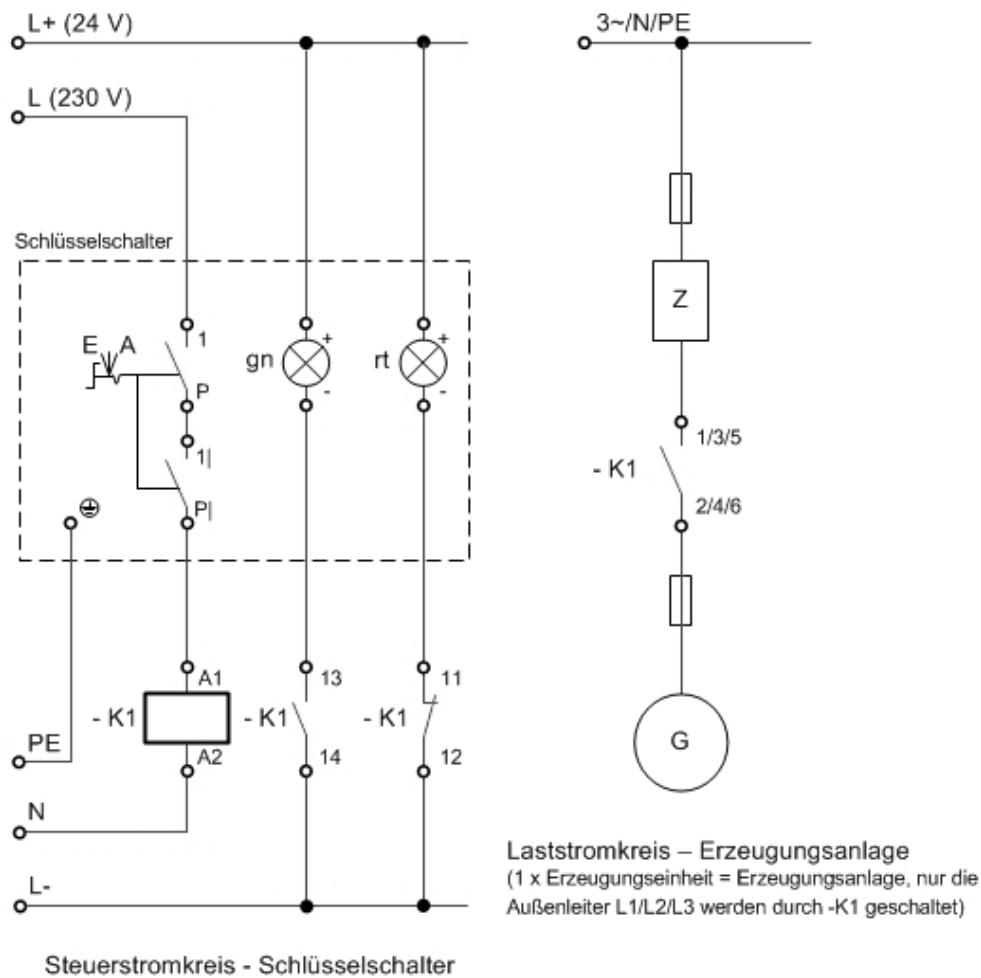 L+ (24 V)
3~/N/PE
L (230 V)
Schlüsselschalter
E A
1
P
1|
P|
gn
+
-
rt
+
-
Z
- K1
1/3/5
2/4/6
A1
- K1
A2
13
- K1
14
11
- K1
12
G
PE
N
L-
Laststromkreis – Erzeugungsanlage
(1 x Erzeugungseinheit = Erzeugungsanlage, nur die
Außenleiter L1/L2/L3 werden durch -K1 geschaltet)
Steuerstromkreis - Schlüsselschalter